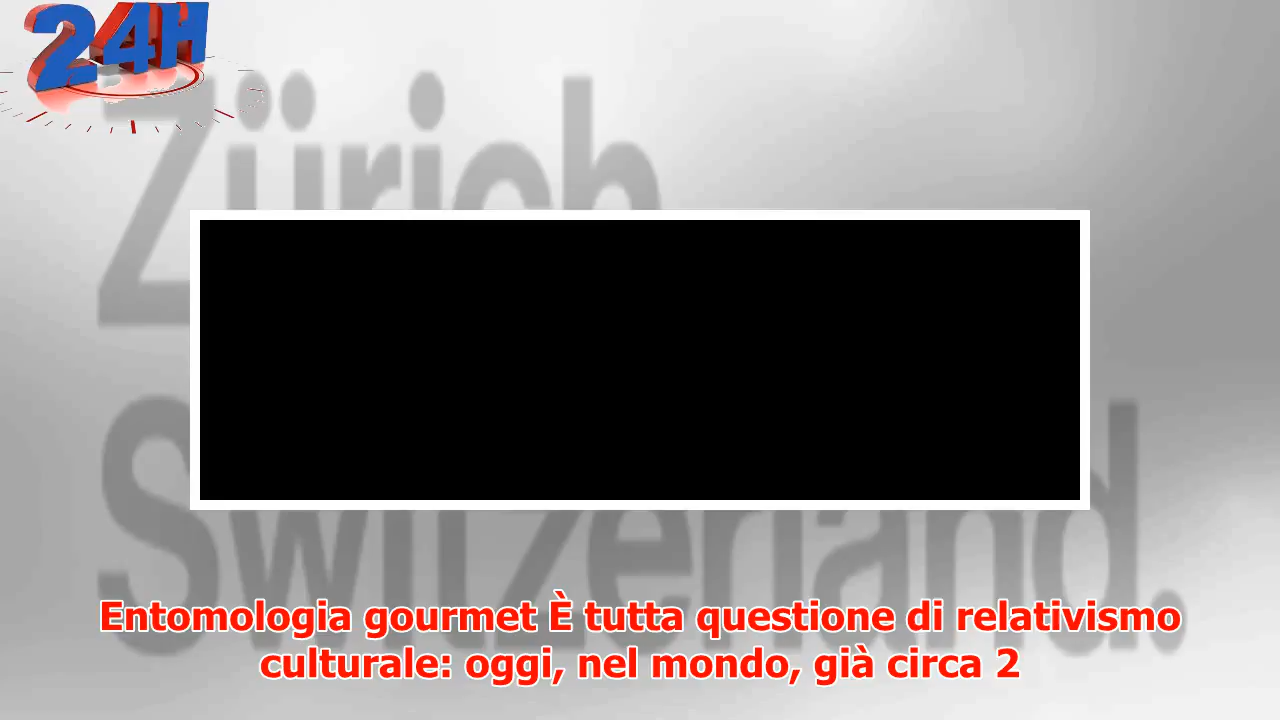 24H
Zürich
Switzerland.
Entomologia gourmet È tutta questione di relativismo
culturale: oggi, nel mondo, già circa 2